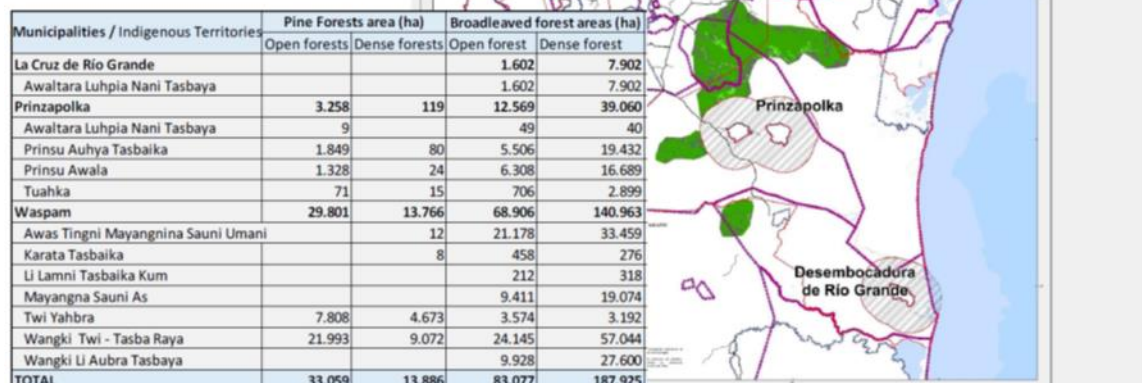 Municipalities / Indigenous Territories Pine Forests area (ha) Broadleaved forest areas (ha)
Open forests Dense forests Open forest Dense forest
La Cruz de Río Grande 1.602 7.902
Awaltara Luhpia Nani Tasbaya 1.602 7.902
Prinzapolka 3.258 119 12.569 39.060
Awaltara Luhpia Nani Tasbaya 9 49 40
Prinsu Auhya Tasbaika 1.849 80 5.506 19.432
Prinsu Awala 1.328 24 6.308 16.689
Tuahka 71 15 706 2.899
Waspam 29.801 13.766 68.906 140.963
Awas Tingni Mayangnina Sauni Umani 12 21.178 33.459
Karata Tasbaika 8 458 276
Li Lamni Tasbaika Kum 212 318
Mayangna Sauni As 9.411 19.074
Twi Yahbra 7.808 4.673 3.574 3.192
Wangki Twi - Tasba Raya 21.993 9.072 24.145 57.044
Wangki Li Aubra Tasbaya 9.928 27.600
TOTAL 33.059 13.886 83.077 187.925
Prinzapolka
Desembocadura
de Río Grande